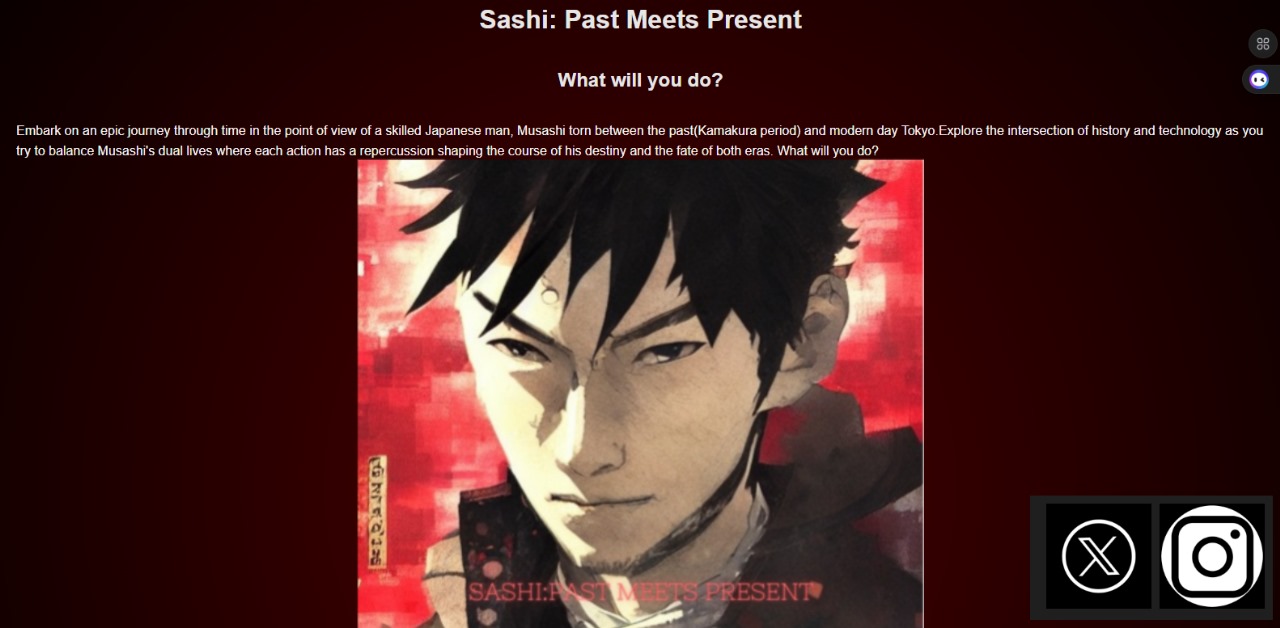 Sashi: Past Meets Present
What will you do?
Embark on an epic journey through time in the point of view of a skilled Japanese man, Musashi torn between the past(Kamakura period) and modern day Tokyo.Explore the intersection of history and technology as you
try to balance Musashi's dual lives where each action has a repercussion shaping the course of his destiny and the fate of both eras. What will you do?
SASHI:PAST MEETS PRESENT